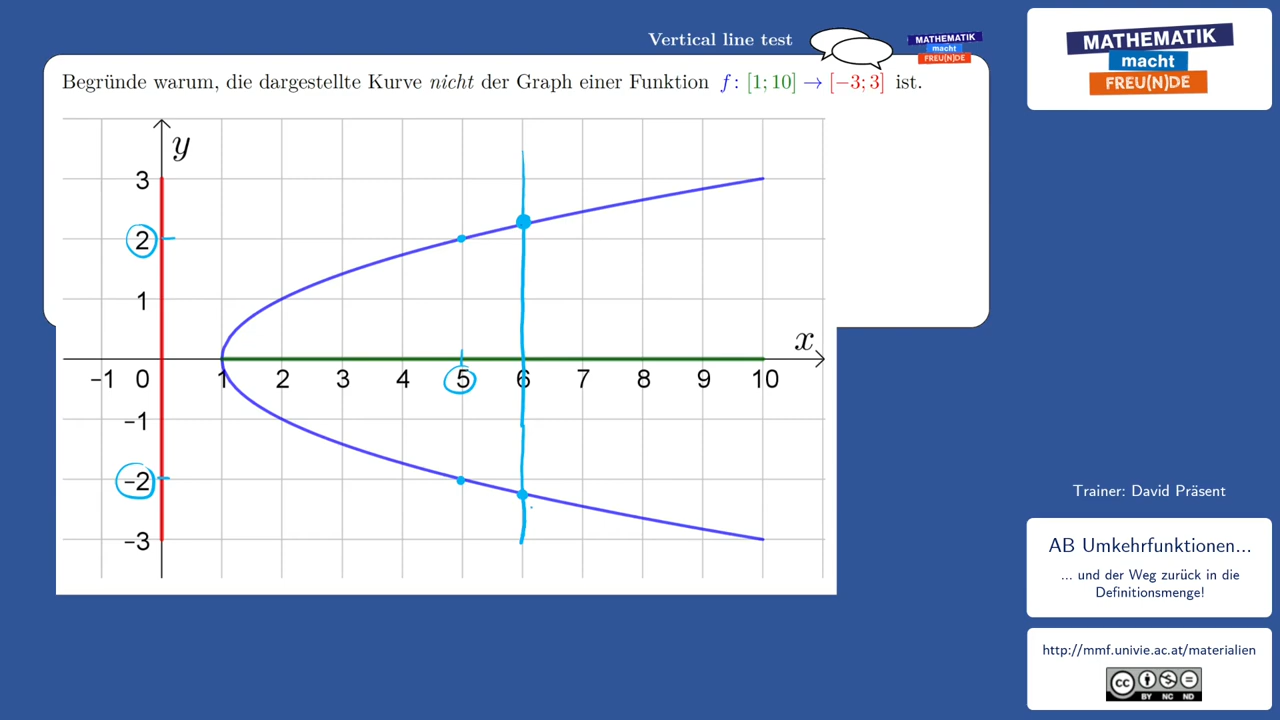 Vertical line test
MATHEMATIK
macht
FREU(N)DE
Begründe warum, die dargestellte Kurve nicht der Graph einer Funktion f : [1; 10] → [−3; 3] ist.
y
3
2
1
x
−1 0 1 2 3 4 5 6 7 8 9 10
−1
−2
−3
MATHEMATIK
macht
FREU(N)DE
Trainer: David Präsent
AB Umkehrfunktionen...
... und der Weg zurück in die
Definitionsmenge!
http://mmf.univie.ac.at/materialien
cc
BY NC ND